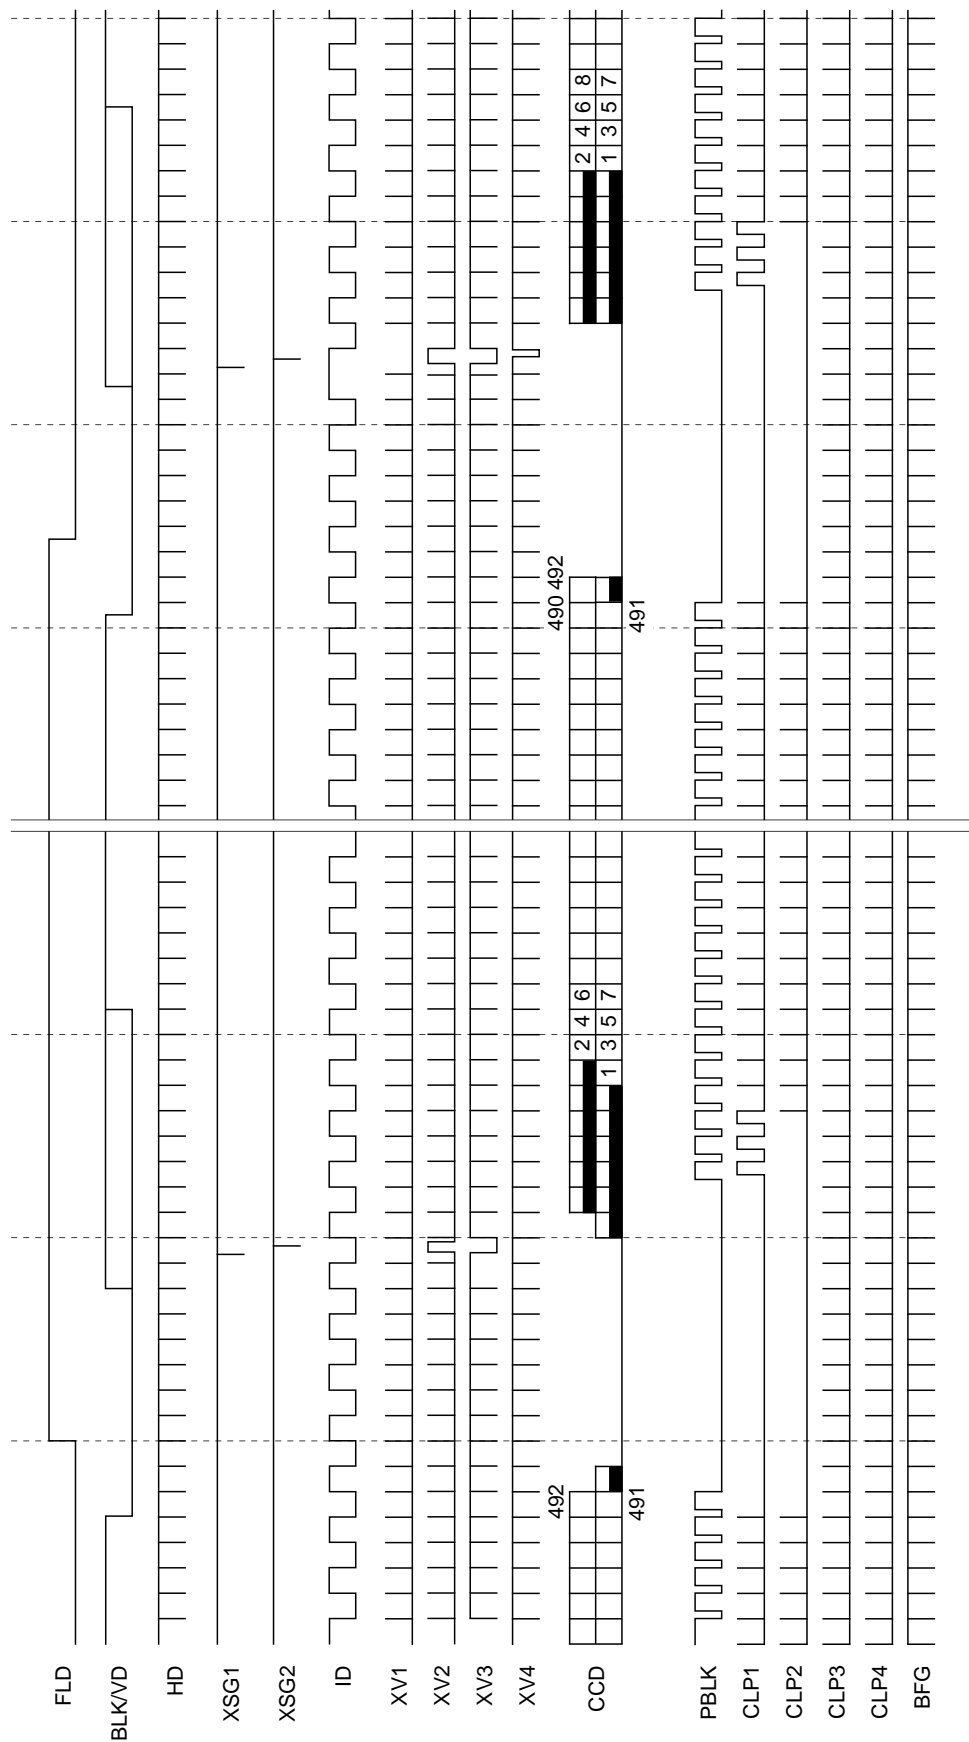 FLD
BLK/VD
HD
XSG1
XSG2
ID
XV1
XV2
XV3
XV4
492 490 492
2 4 6 2 4 6 8
CCD
1 3 5 7 1 3 5 7
491 491
PBLK
CLP1
CLP2
CLP3
CLP4
BFG